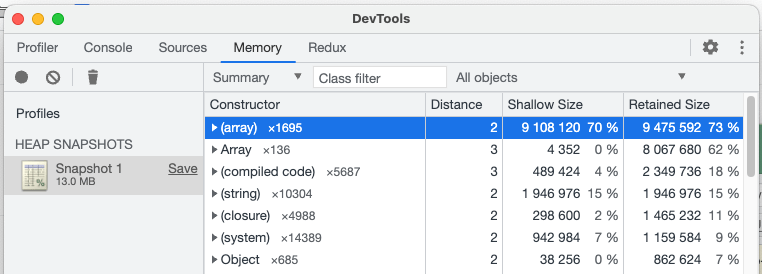 DevTools
Profiler Console Sources Memory Redux
Summary Class filter All objects
Profiles
HEAP SNAPSHOTS
Snapshot 1 Save
13.0 MB
Constructor Distance Shallow Size Retained Size
(array) ×1695 2 9 108 120 70 % 9 475 592 73 %
Array ×136 3 4 352 0 % 8 067 680 62 %
(compiled code) ×5687 3 489 424 4 % 2 349 736 18 %
(string) ×10304 2 1 946 976 15 % 1 946 976 15 %
(closure) ×4988 2 298 600 2 % 1 465 232 11 %
(system) ×14389 2 942 984 7 % 1 159 584 9 %
Object ×685 2 38 256 0 % 862 624 7 %